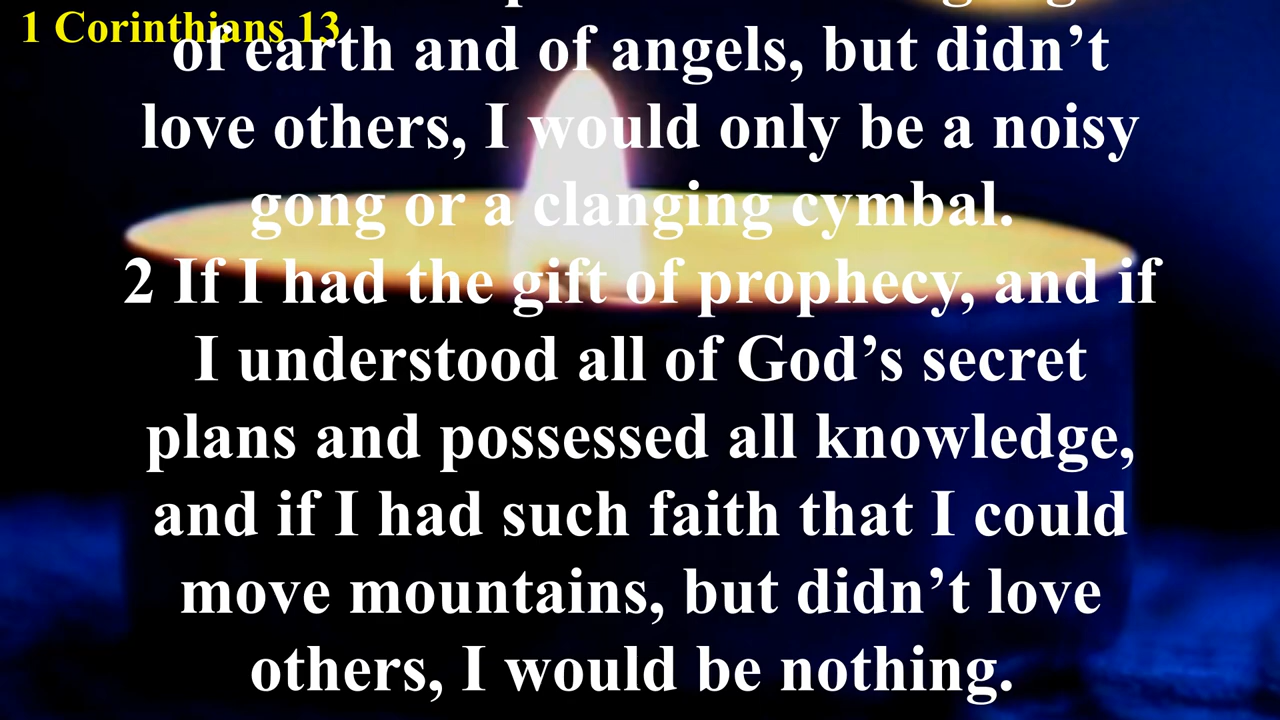 1 Corinthians 13
of earth and of angels, but didn’t
love others, I would only be a noisy
gong or a clanging cymbal.
2 If I had the gift of prophecy, and if
I understood all of God’s secret
plans and possessed all knowledge,
and if I had such faith that I could
move mountains, but didn’t love
others, I would be nothing.